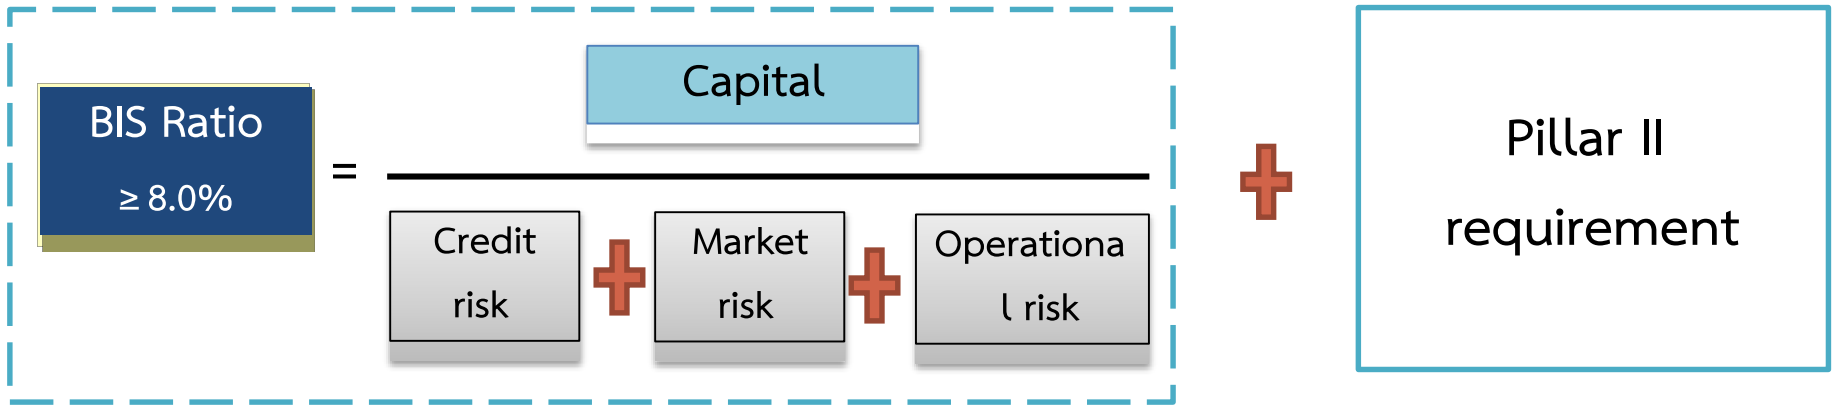 Capital
BIS Ratio
≥ 8.0%
=
Credit
risk
Market
risk
Operationa
l risk
Pillar II
requirement